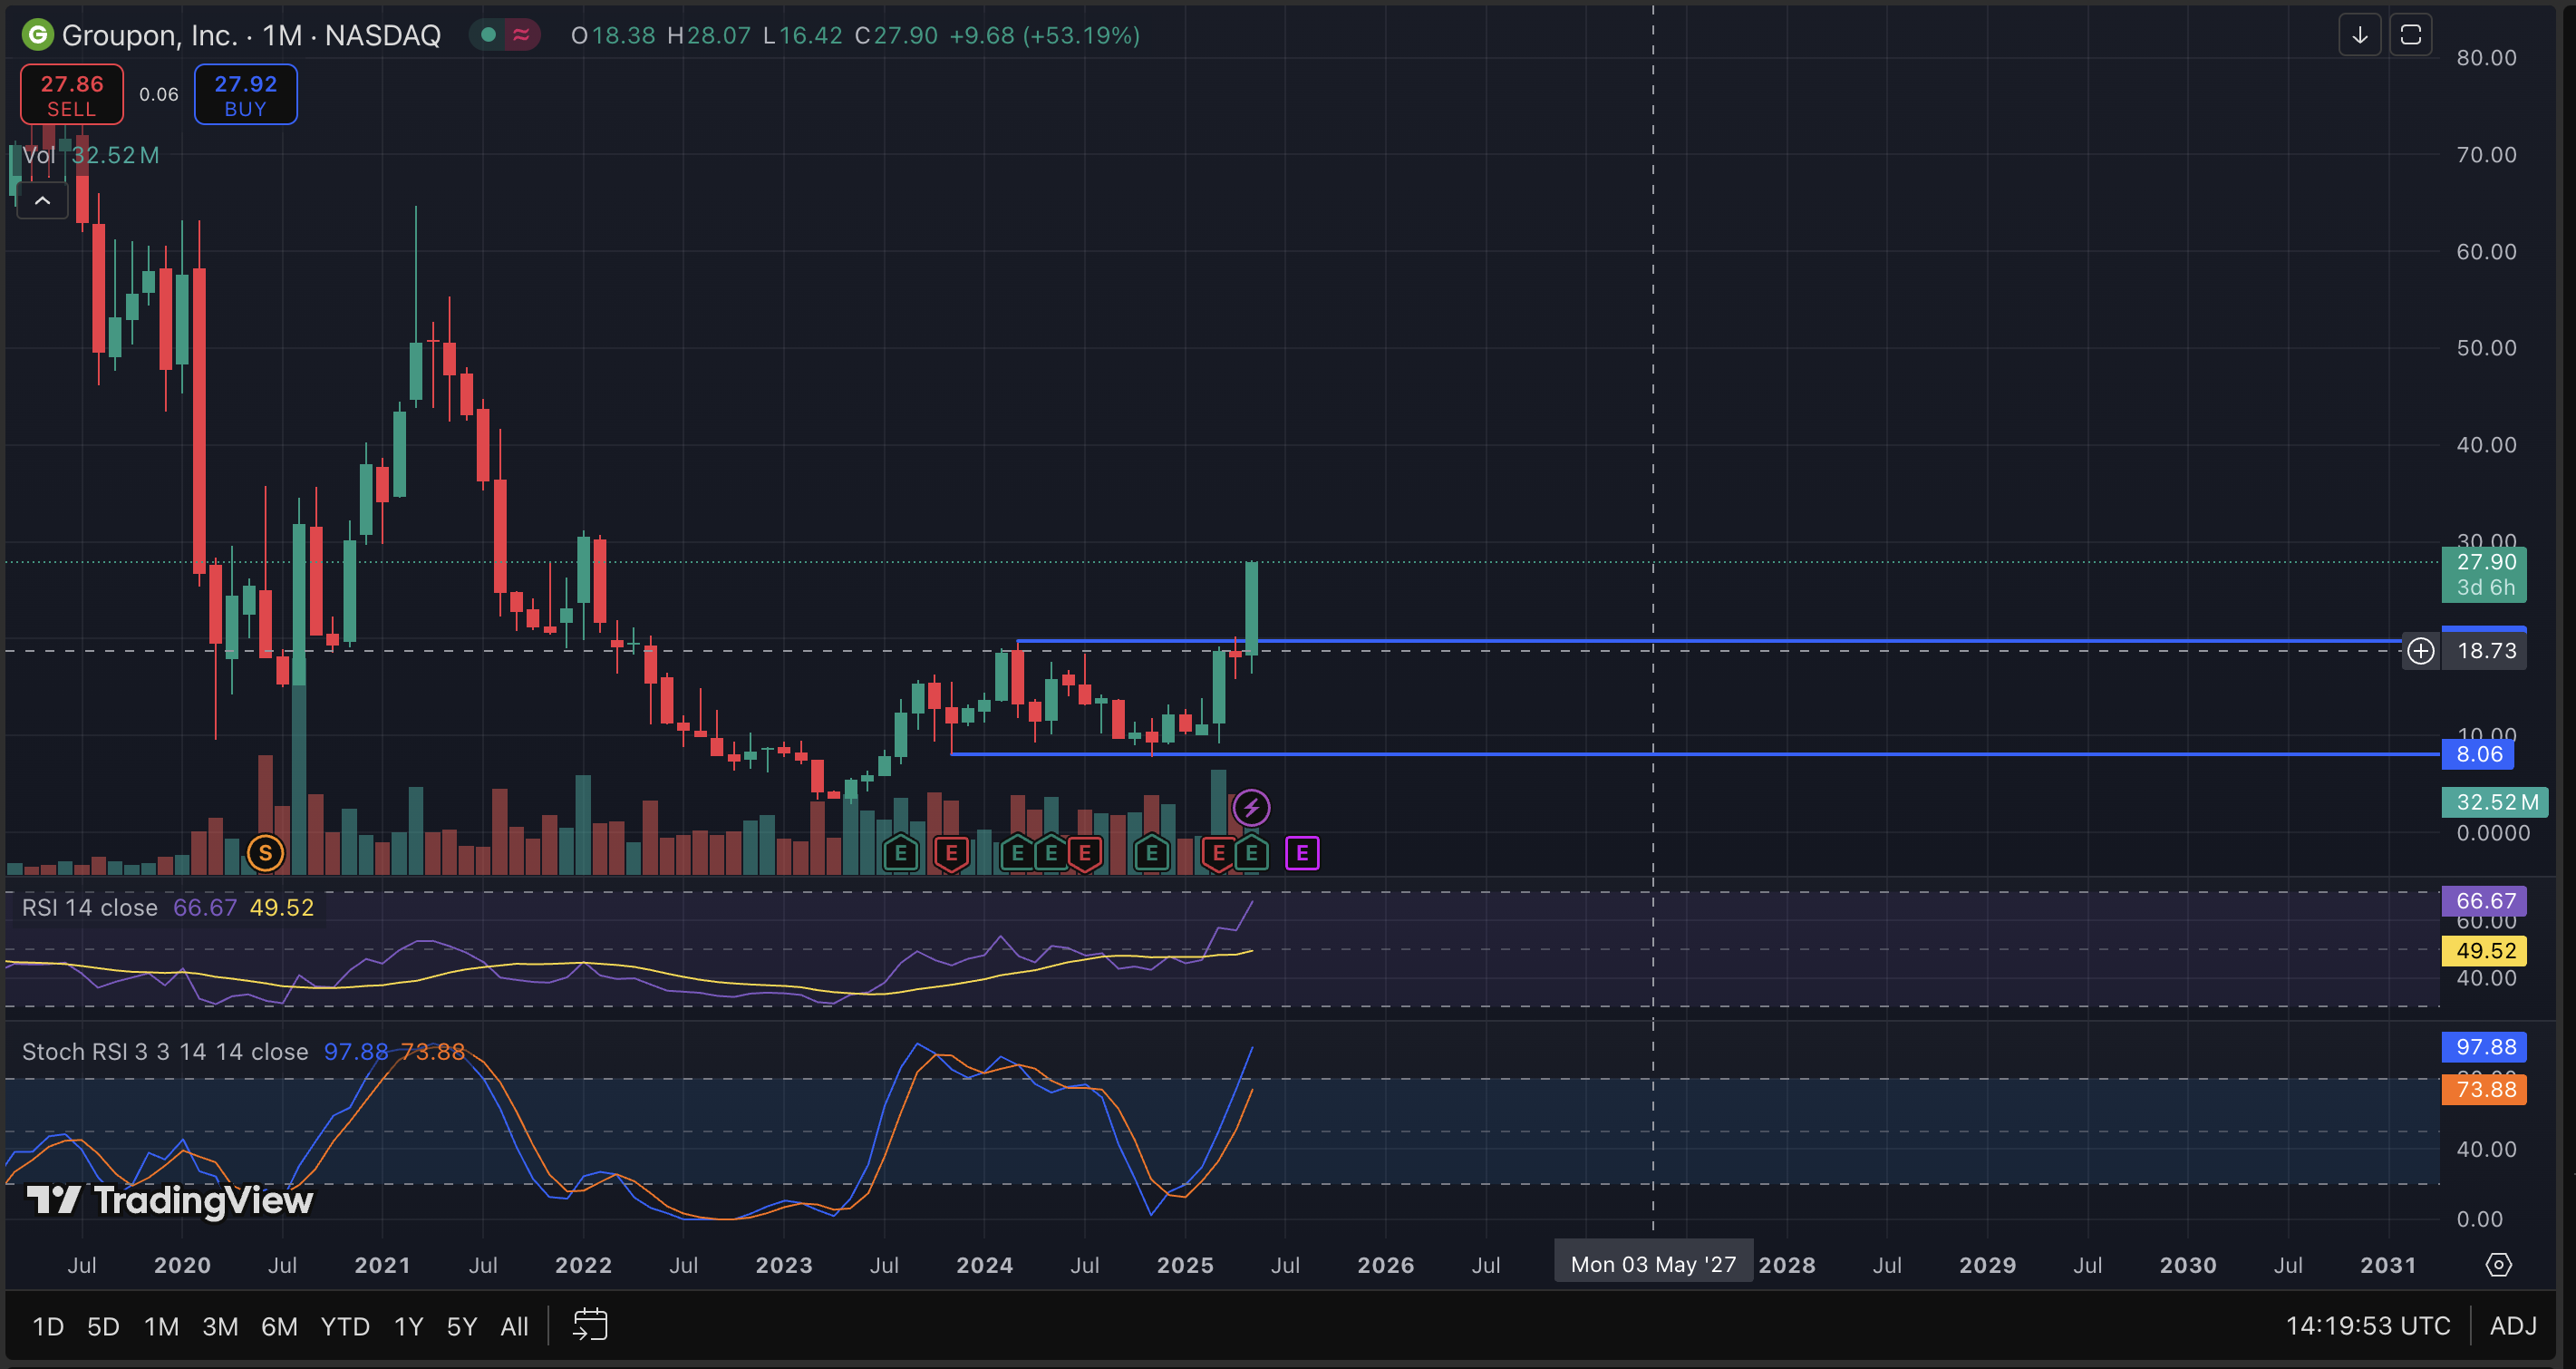 G Groupon, Inc. · 1M · NASDAQ ≈ O18.38 H28.07 L16.42 C27.90 +9.68 (+53.19%)
27.86
SELL
0.06
27.92
BUY
Vol 32.52 M
80.00
70.00
60.00
50.00
40.00
30.00
27.90
3d 6h
18.73
10.00
8.06
32.52 M
0.0000
S
E E E E E E E E E
RSI 14 close 66.67 49.52
66.67
60.00
49.52
40.00
Stoch RSI 3 3 14 14 close 97.88 73.88
97.88
73.88
40.00
0.00
TradingView
Jul 2020 Jul 2021 Jul 2022 Jul 2023 Jul 2024 Jul 2025 Jul 2026 Jul Mon 03 May '27 2028 Jul 2029 Jul 2030 Jul 2031
1D 5D 1M 3M 6M YTD 1Y 5Y All
14:19:53 UTC ADJ